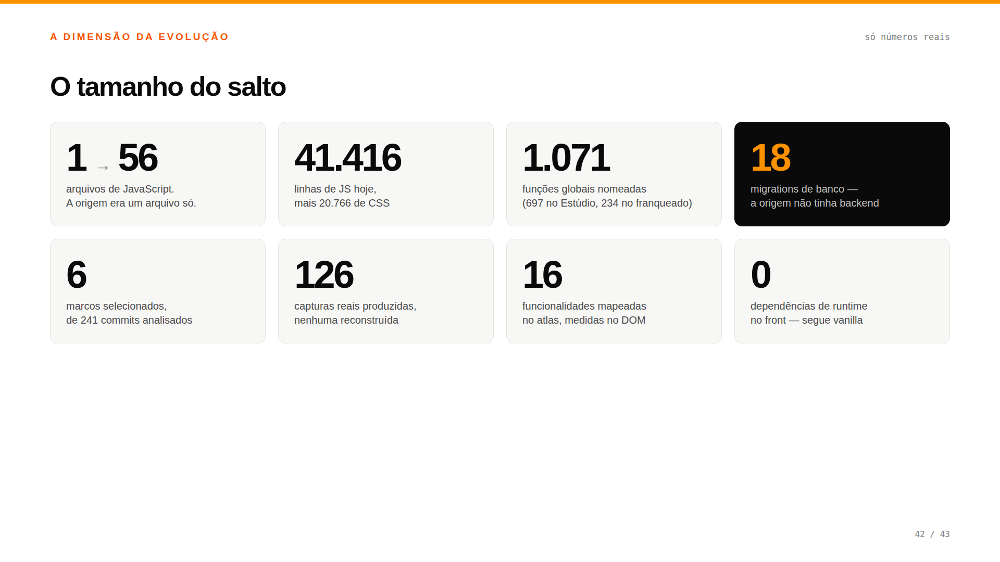 A DIMENSÃO DA EVOLUÇÃO
só números reais
O tamanho do salto
1 → 56
arquivos de JavaScript.
A origem era um arquivo só.
41.416
linhas de JS hoje,
mais 20.766 de CSS
1.071
funções globais nomeadas
(697 no Estúdio, 234 no franqueado)
18
migrations de banco —
a origem não tinha backend
6
marcos selecionados,
de 241 commits analisados
126
capturas reais produzidas,
nenhuma reconstruída
16
funcionalidades mapeadas
no atlas, medidas no DOM
0
dependências de runtime
no front — segue vanilla
42 / 43